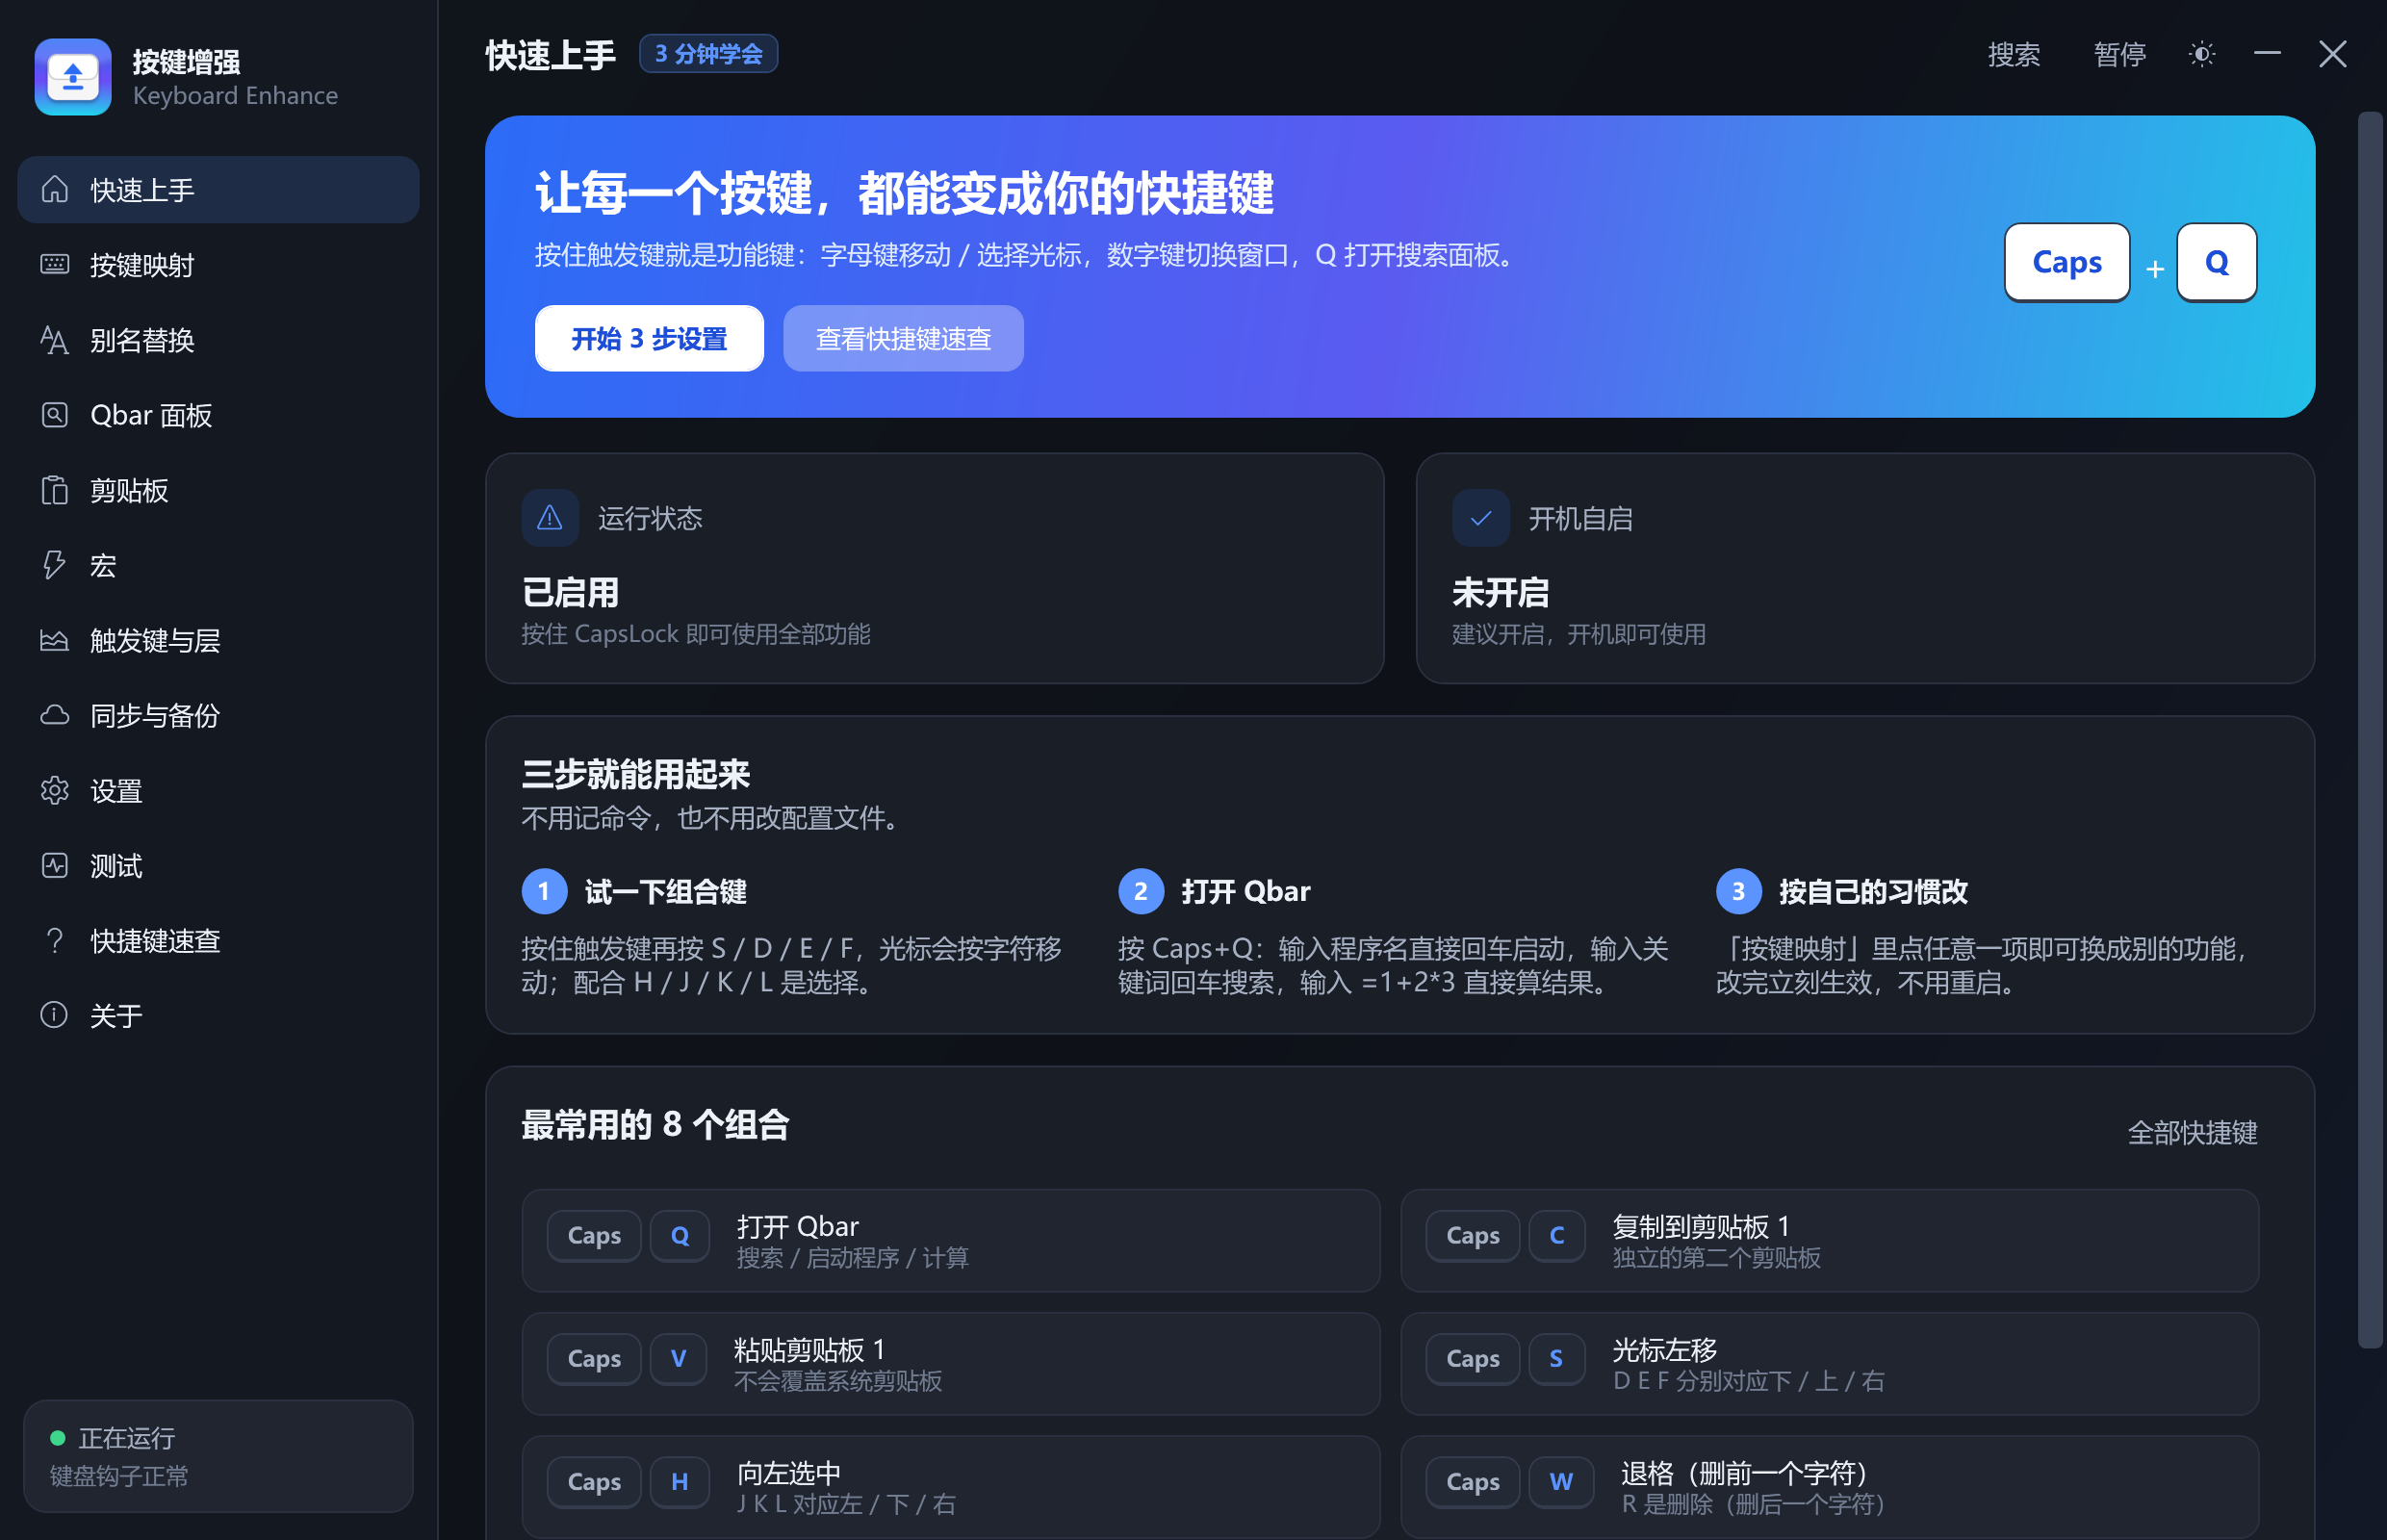 按键增强
Keyboard Enhance
快速上手
按键映射
别名替换
Qbar 面板
剪贴板
宏
触发键与层
同步与备份
设置
测试
快捷键速查
关于
正在运行
键盘钩子正常
快速上手
3 分钟学会
搜索
暂停
让每一个按键，都能变成你的快捷键
按住触发键就是功能键：字母键移动 / 选择光标，数字键切换窗口，Q 打开搜索面板。
开始 3 步设置
查看快捷键速查
Caps + Q
运行状态
已启用
按住 CapsLock 即可使用全部功能
开机自启
未开启
建议开启，开机即可使用
三步就能用起来
不用记命令，也不用改配置文件。
1 试一下组合键
按住触发键再按 S / D / E / F，光标会按字符移
动；配合 H / J / K / L 是选择。
2 打开 Qbar
按 Caps+Q：输入程序名直接回车启动，输入关
键词回车搜索，输入 =1+2*3 直接算结果。
3 按自己的习惯改
「按键映射」里点任意一项即可换成别的功能，
改完立刻生效，不用重启。
最常用的 8 个组合
全部快捷键
Caps Q 打开 Qbar
搜索 / 启动程序 / 计算
Caps C 复制到剪贴板 1
独立的第二个剪贴板
Caps V 粘贴剪贴板 1
不会覆盖系统剪贴板
Caps S 光标左移
D E F 分别对应下 / 上 / 右
Caps H 向左选中
J K L 对应左 / 下 / 右
Caps W 退格（删前一个字符）
R 是删除（删后一个字符）